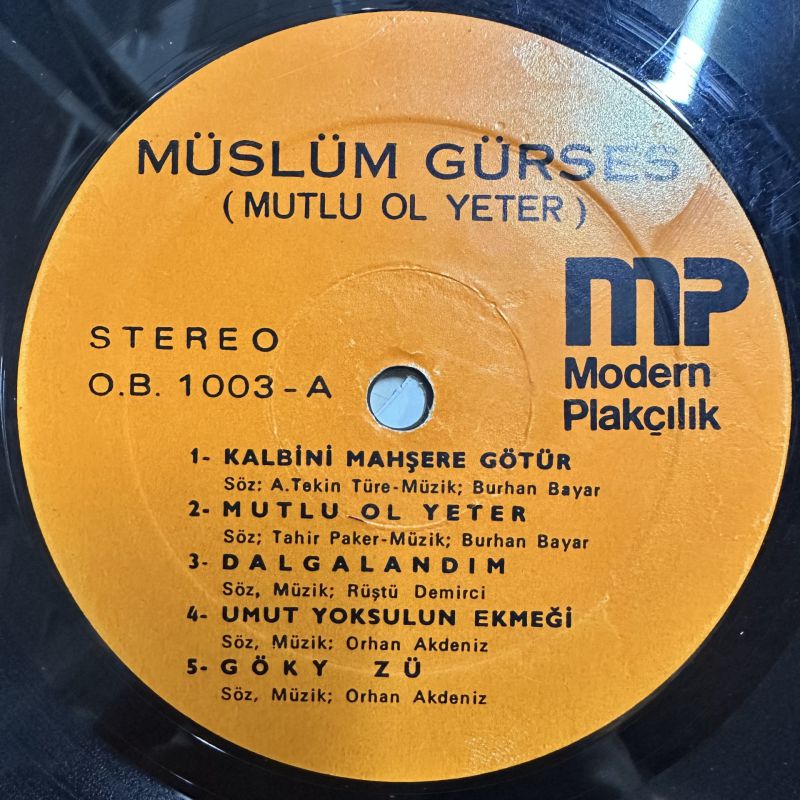 MÜSLÜM GÜRSES
(MUTLU OL YETER)
mp
Modern
Plakçılık
STEREO
O.B. 1003-A
1- KALBİNİ MAHŞERE GÖTÜR
Söz; A.Tekin Türe-Müzik; Burhan Bayar
2- MUTLU OL YETER
Söz; Tahir Paker-Müzik; Burhan Bayar
3- DALGALANDIM
Söz, Müzik; Rüştü Demirci
4- UMUT YOKSULUN EKMEĞİ
Söz, Müzik; Orhan Akdeniz
5- GÖKY ZÜ
Söz, Müzik; Orhan Akdeniz